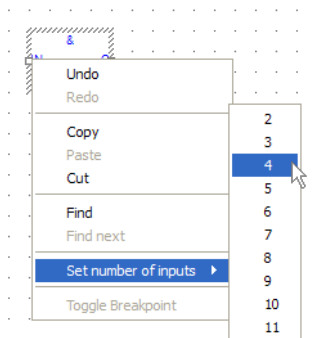 &
Undo
Redo
Copy
Paste
Cut
Find
Find next
Set number of inputs
Toggle Breakpoint
2
3
4
5
6
7
8
9
10
11